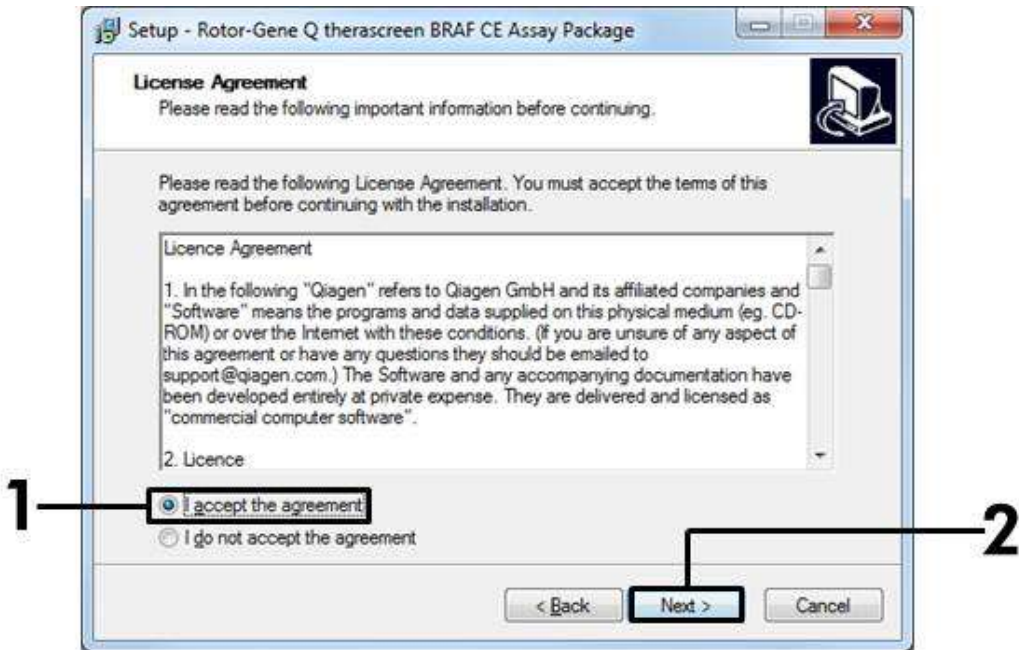 Setup - Rotor-Gene Q therascreen BRAF CE Assay Package
License Agreement
Please read the following important information before continuing.
Please read the following License Agreement. You must accept the terms of this
agreement before continuing with the installation.
Licence Agreement
1. In the following "Qiagen" refers to Qiagen GmbH and its affiliated companies and
"Software" means the programs and data supplied on this physical medium (eg. CD-
ROM) or over the Internet with these conditions. (If you are unsure of any aspect of
this agreement or have any questions they should be emailed to
support@qiagen.com.) The Software and any accompanying documentation have
been developed entirely at private expense. They are delivered and licensed as
"commercial computer software".
2. Licence
1
I accept the agreement
I do not accept the agreement
2
< Back
Next >
Cancel